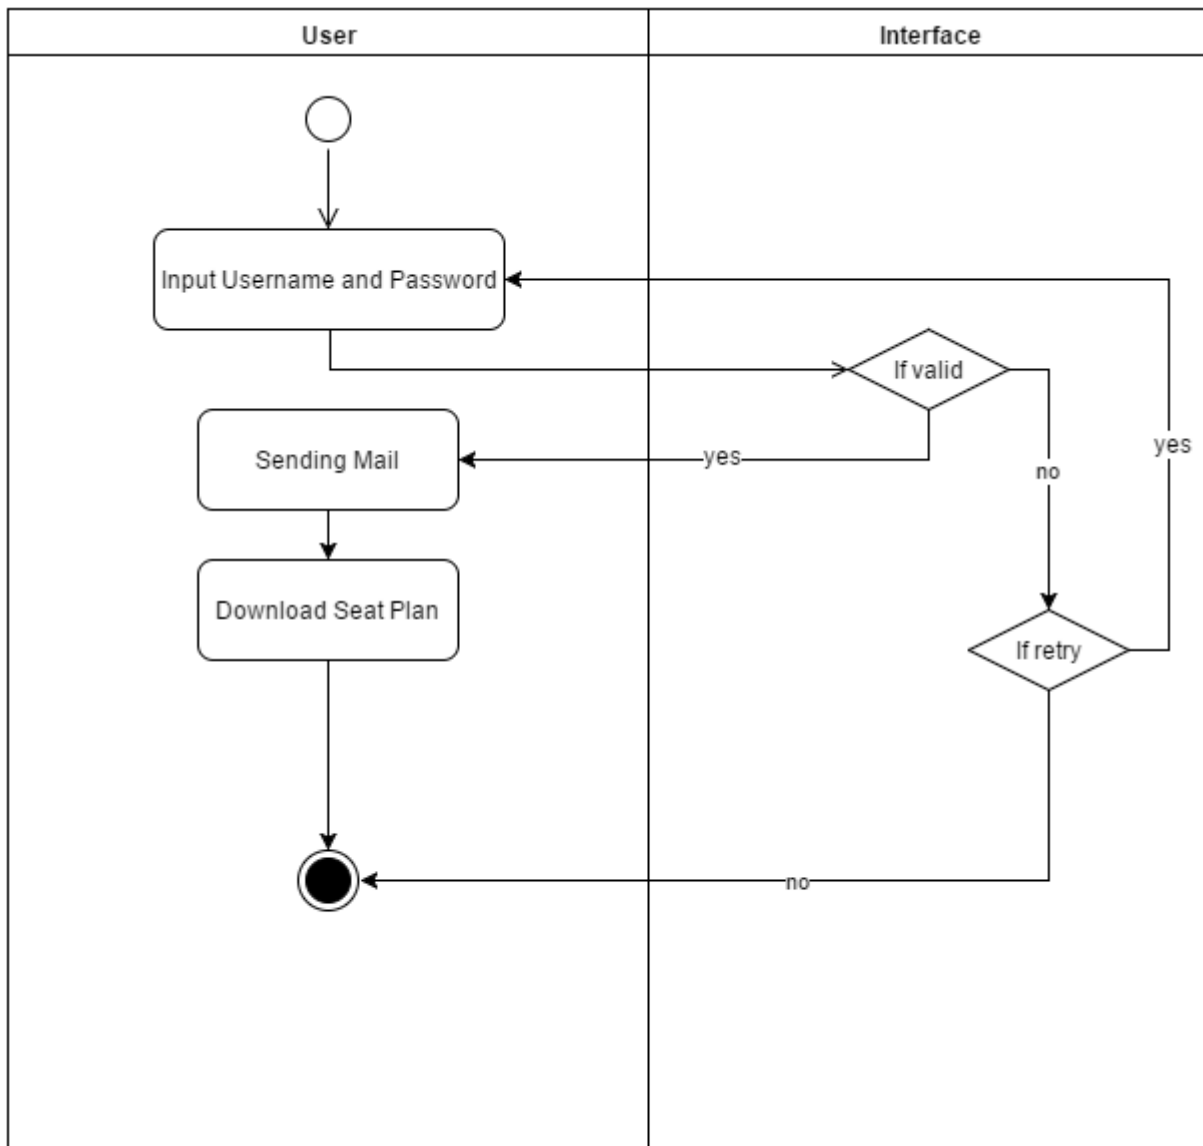 User
Interface
Input Username and Password
If valid
Sending Mail
yes
yes
no
Download Seat Plan
If retry
no